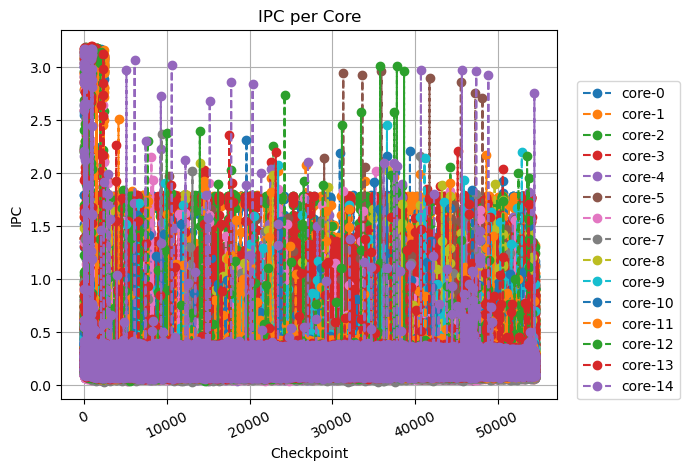 IPC per Core
IPC
3.0
2.5
2.0
1.5
1.0
0.5
0.0
0
10000
20000
30000
40000
50000
Checkpoint
core-0
core-1
core-2
core-3
core-4
core-5
core-6
core-7
core-8
core-9
core-10
core-11
core-12
core-13
core-14